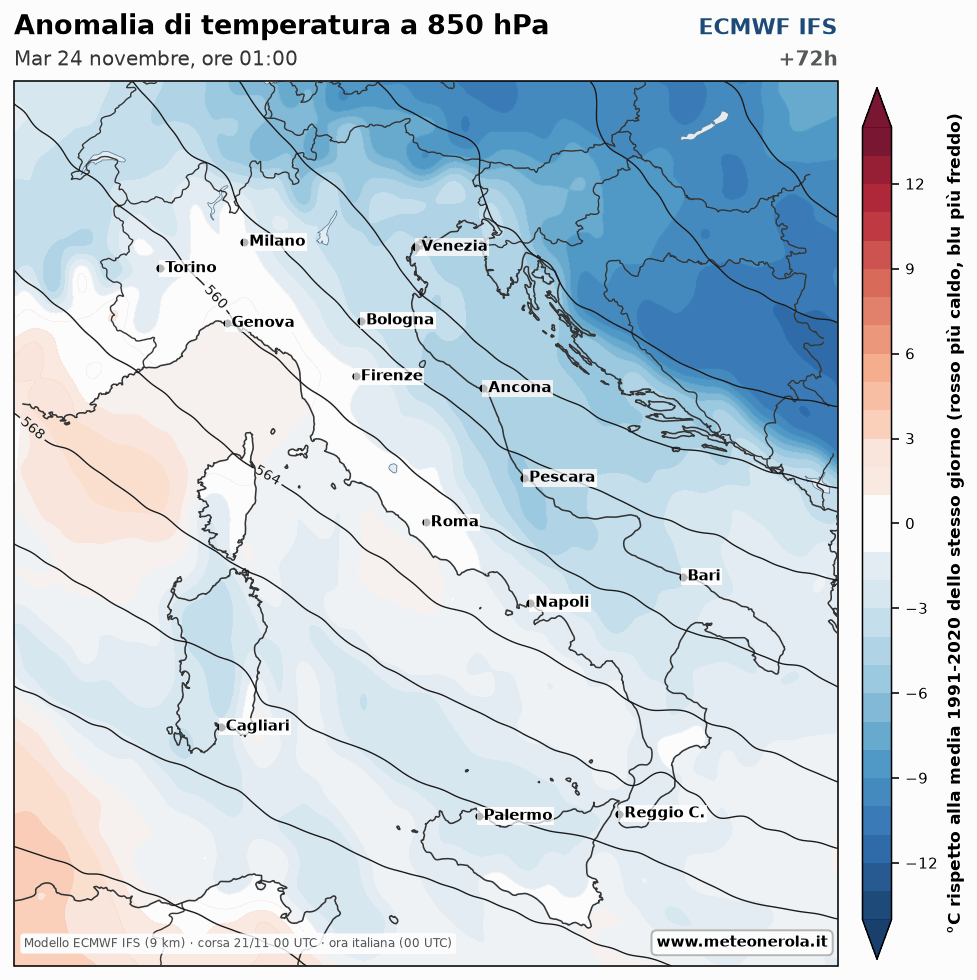 Anomalia di temperatura a 850 hPa
ECMWF IFS
Mar 24 novembre, ore 01:00
+72h
Milano
Venezia
Torino
560
Genova
Bologna
Firenze
Ancona
568
564
Pescara
Roma
Bari
Napoli
Cagliari
Palermo
Reggio C.
Modello ECMWF IFS (9 km) · corsa 21/11 00 UTC · ora italiana (00 UTC)
www.meteonerola.it
12
9
6
3
0
−3
−6
−9
−12
°C rispetto alla media 1991-2020 dello stesso giorno (rosso più caldo, blu più freddo)